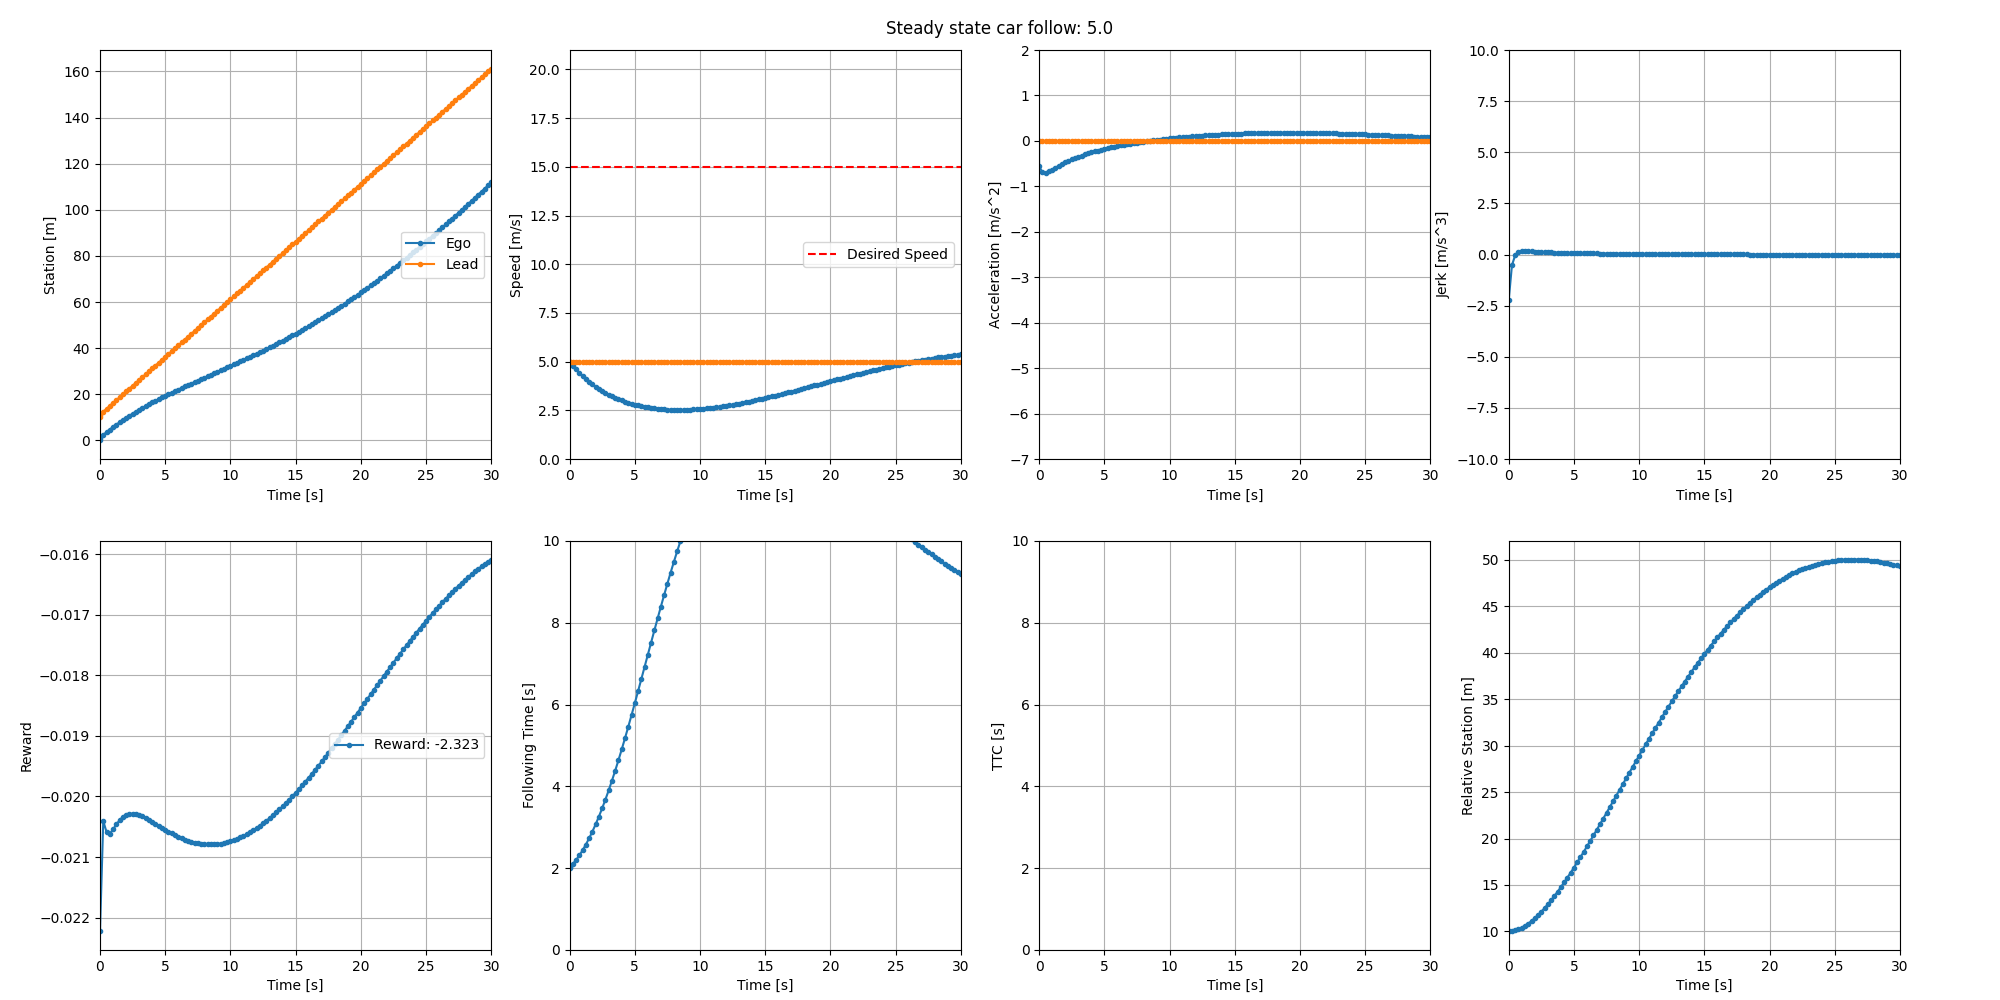 Steady state car follow: 5.0
160
140
120
100
80
60
40
20
0
Station [m]
Ego
Lead
0 5 10 15 20 25 30
Time [s]
20.0
17.5
15.0
12.5
10.0
7.5
5.0
2.5
0.0
Speed [m/s]
Desired Speed
0 5 10 15 20 25 30
Time [s]
2
1
0
−1
−2
−3
−4
−5
−6
−7
Acceleration [m/s^2]
0 5 10 15 20 25 30
Time [s]
10.0
7.5
5.0
2.5
0.0
−2.5
−5.0
−7.5
−10.0
Jerk [m/s^3]
0 5 10 15 20 25 30
Time [s]
−0.016
−0.017
−0.018
−0.019
−0.020
−0.021
−0.022
Reward
Reward: -2.323
0 5 10 15 20 25 30
Time [s]
10
8
6
4
2
0
Following Time [s]
0 5 10 15 20 25 30
Time [s]
10
8
6
4
2
0
TTC [s]
0 5 10 15 20 25 30
Time [s]
50
45
40
35
30
25
20
15
10
Relative Station [m]
0 5 10 15 20 25 30
Time [s]